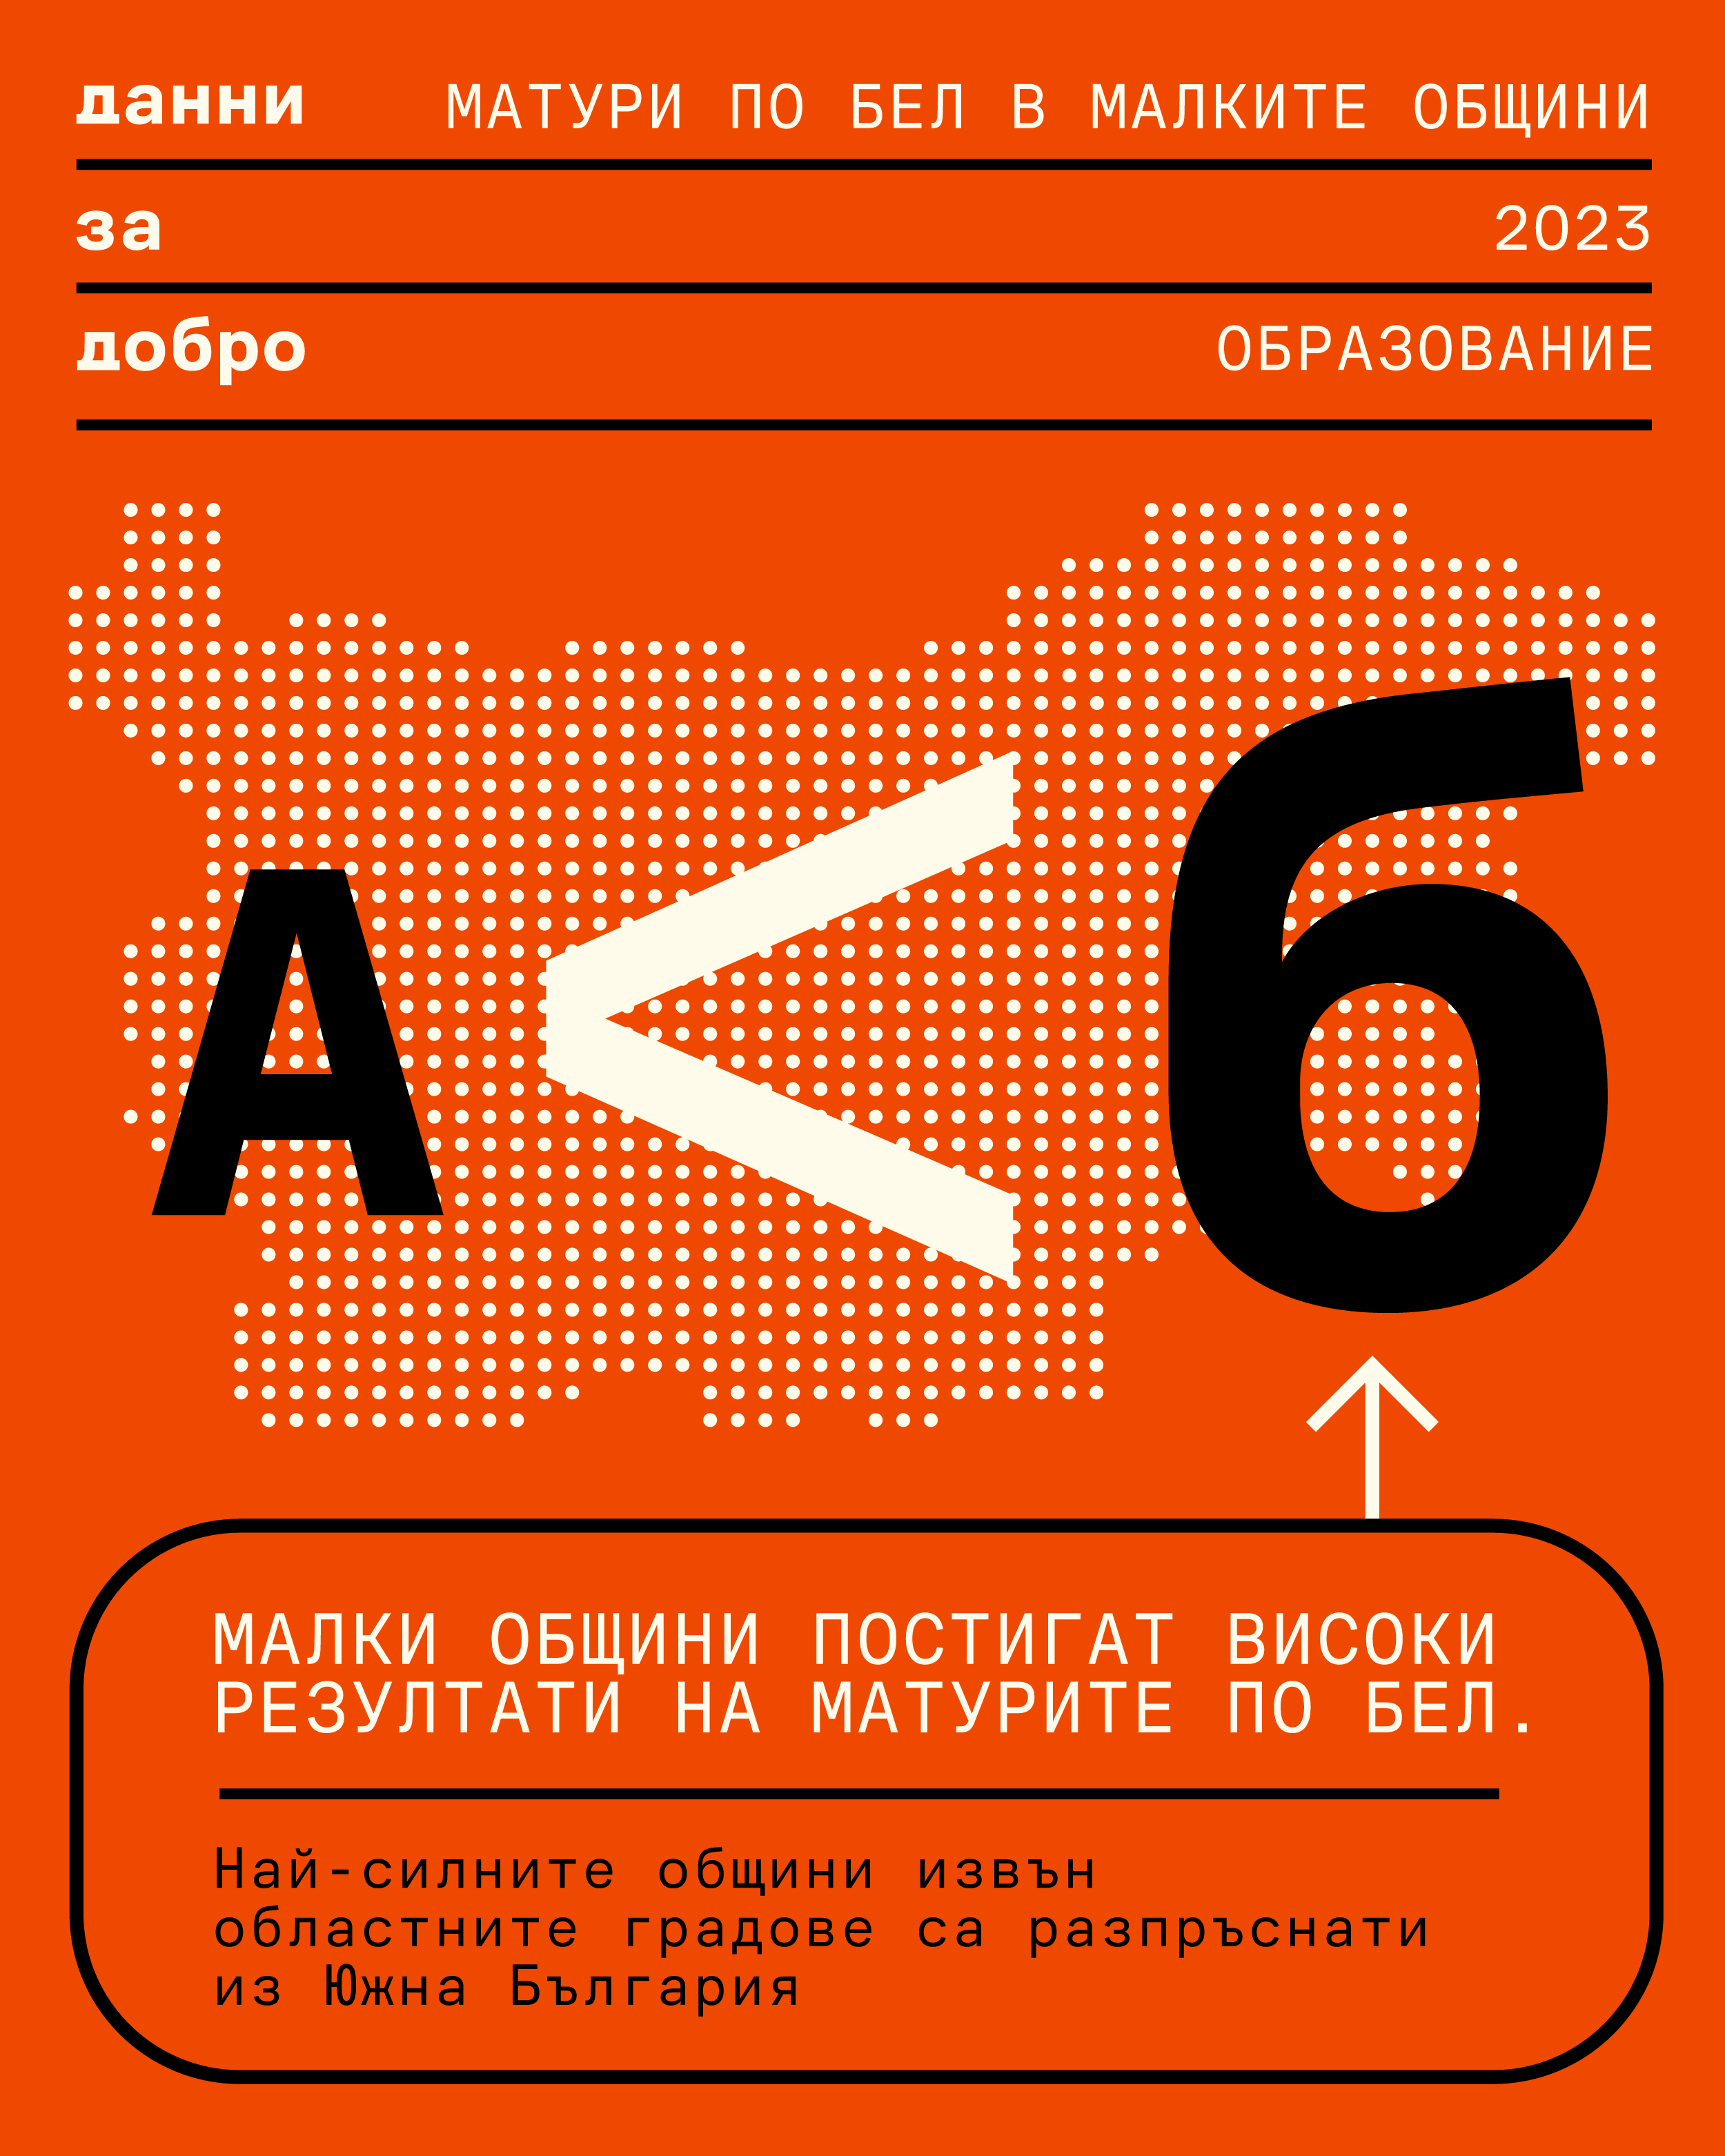 данни МАТУРИ ПО БЕЛ В МАЛКИТЕ ОБЩИНИ
за 2023
добро ОБРАЗОВАНИЕ
А < б
МАЛКИ ОБЩИНИ ПОСТИГАТ ВИСОКИ
РЕЗУЛТАТИ НА МАТУРИТЕ ПО БЕЛ.
Най-силните общини извън
областните градове са разпръснати
из Южна България